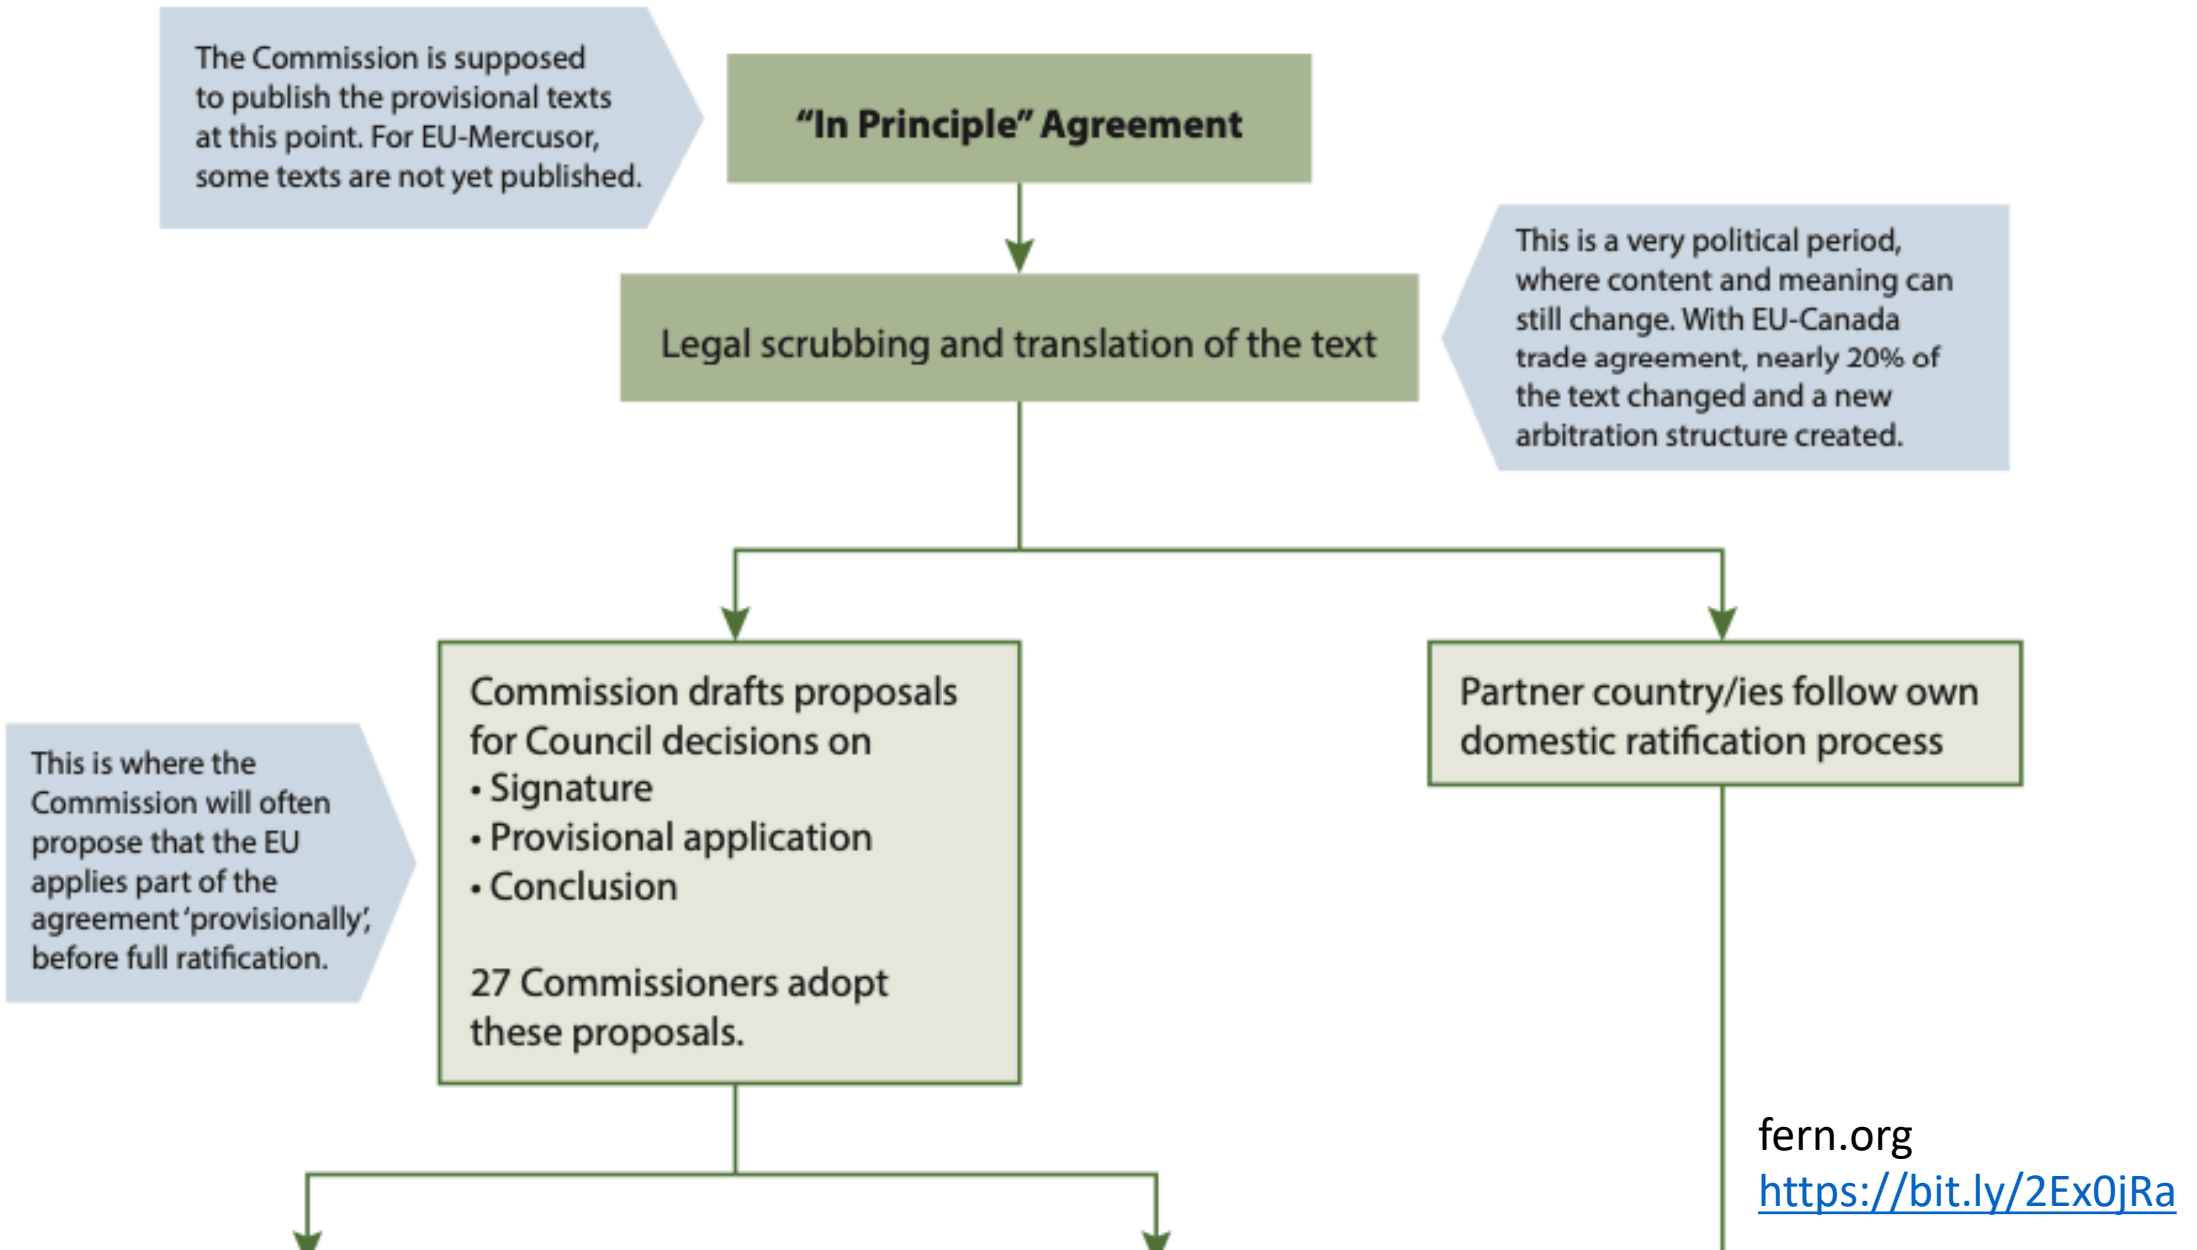 The Commission is supposed
to publish the provisional texts
at this point. For EU-Mercusor,
some texts are not yet published.
“In Principle” Agreement
This is a very political period,
where content and meaning can
still change. With EU-Canada
trade agreement, nearly 20% of
the text changed and a new
arbitration structure created.
Legal scrubbing and translation of the text
Commission drafts proposals
for Council decisions on
• Signature
• Provisional application
• Conclusion
27 Commissioners adopt
these proposals.
Partner country/ies follow own
domestic ratification process
This is where the
Commission will often
propose that the EU
applies part of the
agreement ‘provisionally’,
before full ratification.
fern.org
https://bit.ly/2Ex0jRa